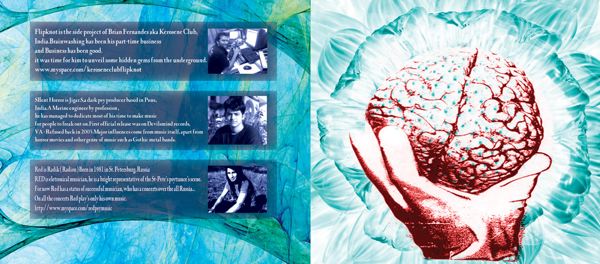 Flipknot is the side project of Brian Fernandes aka Kerosene Club,
India.Brainwashing has been his part-time business
and Business has been good.
it was time for him to unveil some hidden gems from the underground.
www.myspace.com/keroseneclubflipknot
Silent Horror is Jigar.Sa dark psy producer based in Pune,
India.A Marine engineer by profession ,
he has managed to dedicate most of his time to make music
for people to freak out on.First official release was on Devilsmind records,
VA -Refused back in 2005.Major influences come from music itself, apart from
horror movies and other genre of music such as Gothic metal bands.
Red is Radik ( Radion ) Born in 1981 in St. Petersburg, Russia
RED is eletronical musician, he is a bright representative of the St-Pete's psytrance's scene.
For now Red has a status of successful musician, who has concerts over the all Russia..
On all the concerts Red play's only his own music.
http://www.myspace.com/redpsymusic